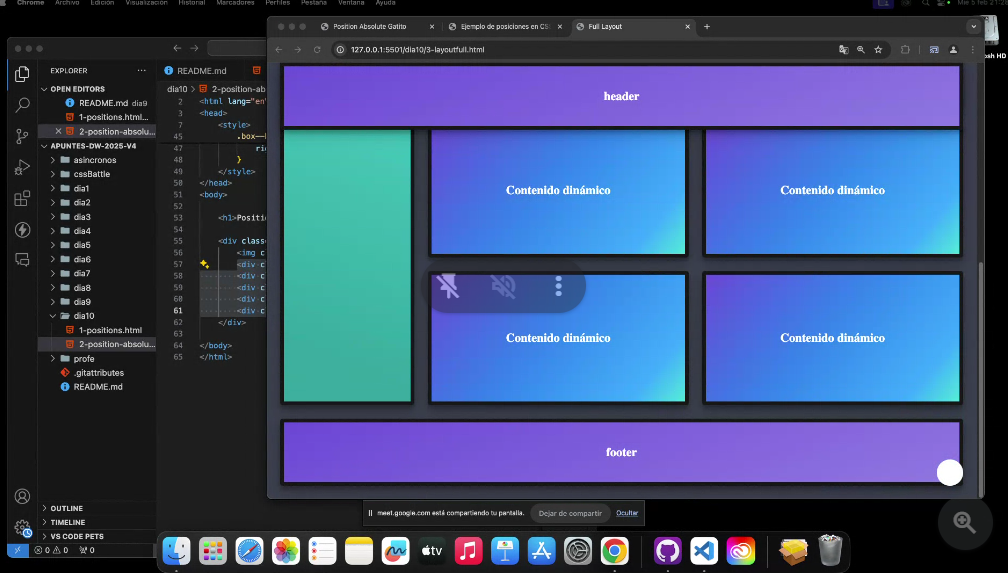 Chrome Archivo Edición Visualización Historial Marcadores Perfiles Pestaña Ventana Ayuda
Mié 5 feb 21:26
Position Absolute Gatito
Ejemplo de posiciones en CS
Full Layout
127.0.0.1:5501/dia10/3-layoutfull.html
osh HD
EXPLORER
OPEN EDITORS
README.md dia9
1-positions.html...
2-position-absolu...
APUNTES-DW-2025-V4
asincronos
cssBattle
dia1
dia2
dia3
dia4
dia5
dia6
dia7
dia8
dia9
dia10
1-positions.html
2-position-absolu...
profe
.gitattributes
README.md
OUTLINE
TIMELINE
VS CODE PETS
0 0 0
README.md
dia10 > 2-position-ab
2 <html lang="en"
3 <head>
7 <style>
45 .box--
47 ri
48 }
49 </style>
50 </head>
51 <body>
52
53 <h1>Positio
54
55 <div class
56 <img c
57 <div c
58 <div c
59 <div c
60 <div c
61 <div c
62 </div>
63
64 </body>
65 </html>
header
Contenido dinámico
Contenido dinámico
Contenido dinámico
Contenido dinámico
footer
meet.google.com está compartiendo tu pantalla.
Dejar de compartir
Ocultar
tv